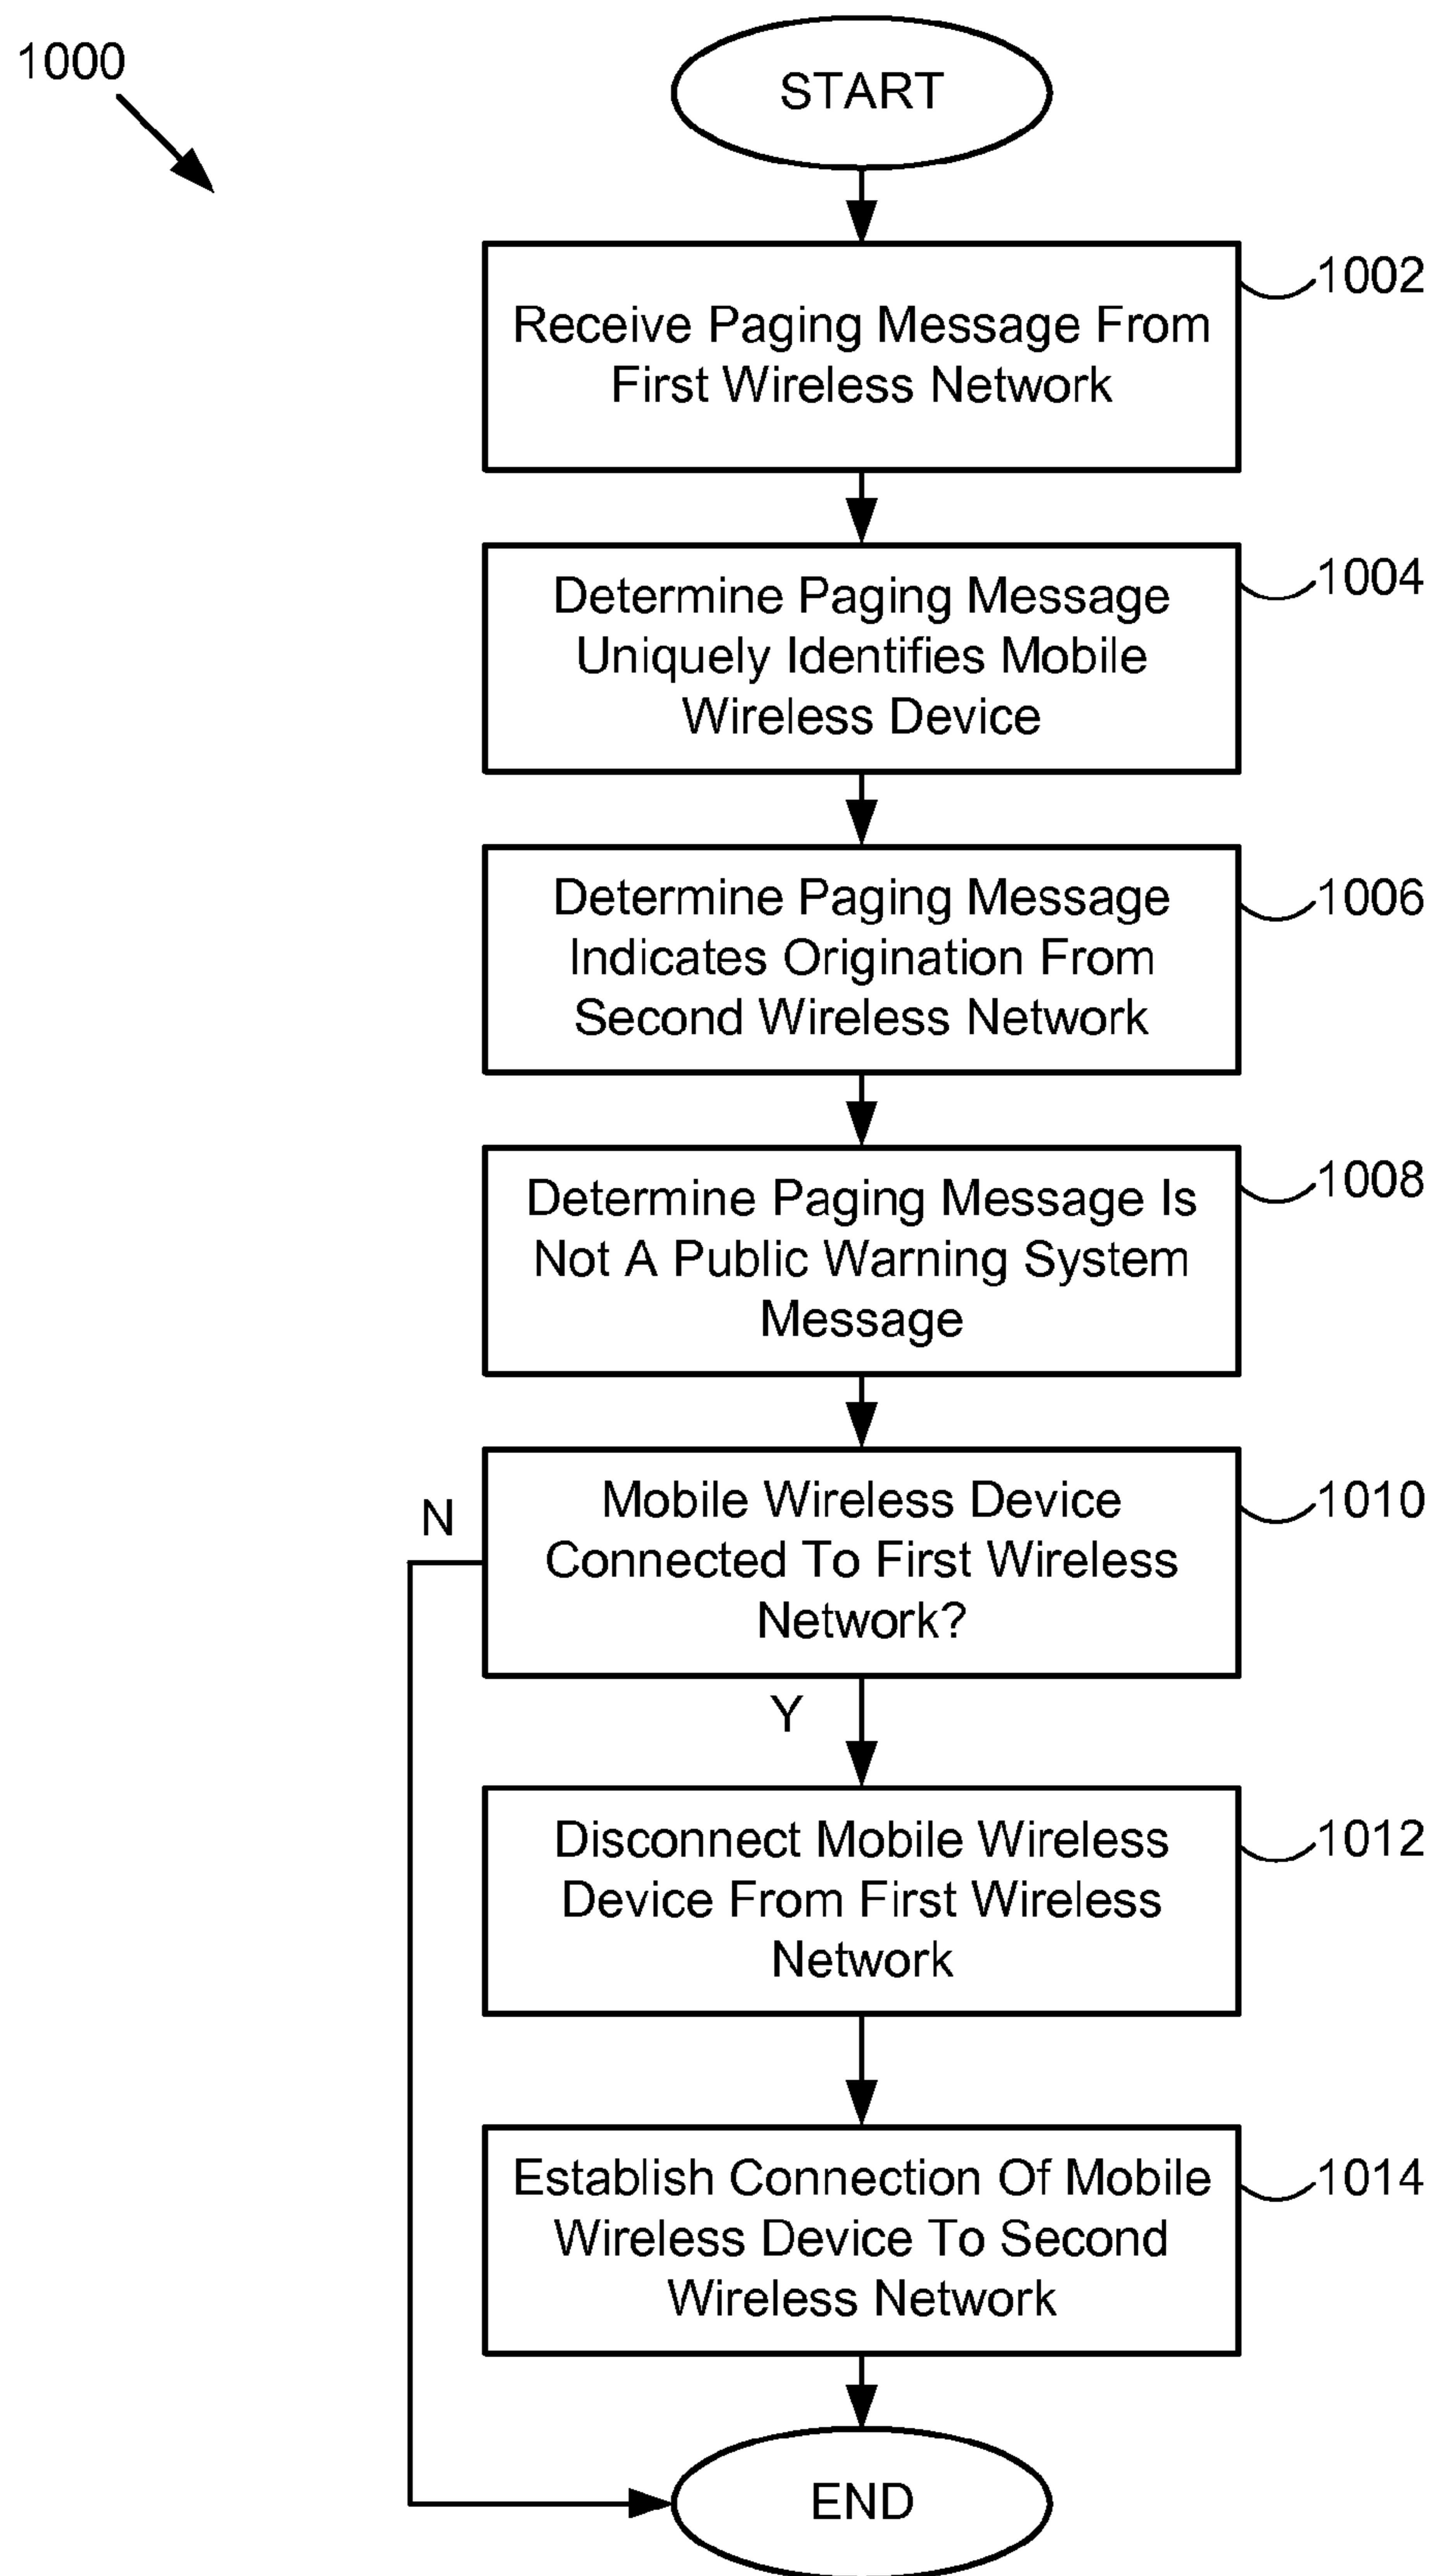 1000
START
Receive Paging Message From
First Wireless Network
1002
Determine Paging Message
Uniquely Identifies Mobile
Wireless Device
1004
Determine Paging Message
Indicates Origination From
Second Wireless Network
1006
Determine Paging Message Is
Not A Public Warning System
Message
1008
Mobile Wireless Device
Connected To First Wireless
Network?
1010
N
Y
Disconnect Mobile Wireless
Device From First Wireless
Network
1012
Establish Connection Of Mobile
Wireless Device To Second
Wireless Network
1014
END